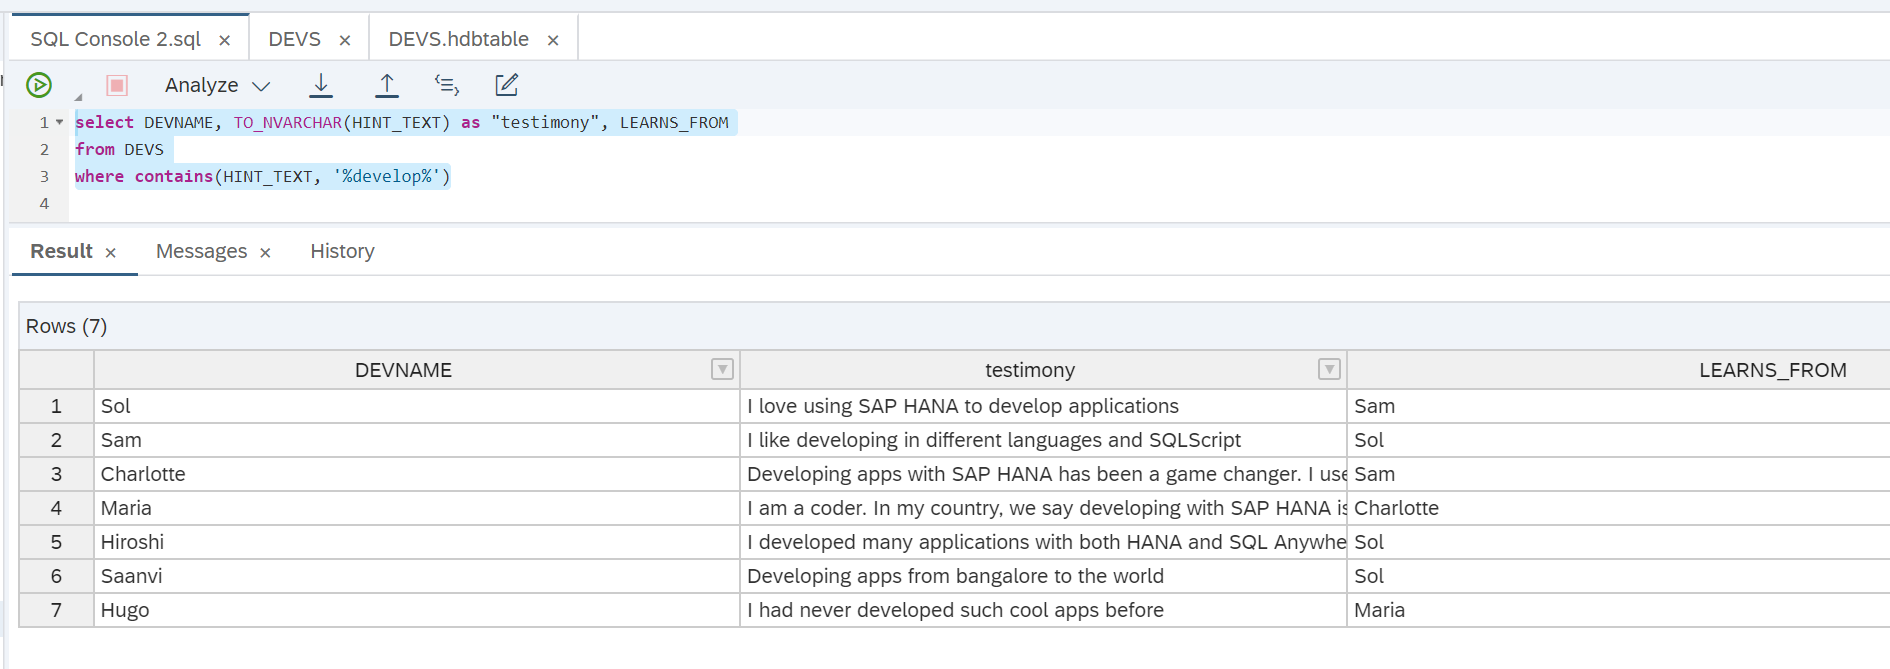 SQL Console 2.sql × DEVS × DEVS.hdbtable ×
Analyze
1 select DEVNAME, TO_NVARCHAR(HINT_TEXT) as "testimony", LEARNS_FROM
2 from DEVS
3 where contains(HINT_TEXT, '%develop%')
4
Result × Messages × History
Rows (7)
DEVNAME testimony LEARNS_FROM
1 Sol I love using SAP HANA to develop applications Sam
2 Sam I like developing in different languages and SQLScript Sol
3 Charlotte Developing apps with SAP HANA has been a game changer. I use Sam
4 Maria I am a coder. In my country, we say developing with SAP HANA is Charlotte
5 Hiroshi I developed many applications with both HANA and SQL Anywhe Sol
6 Saanvi Developing apps from bangalore to the world Sol
7 Hugo I had never developed such cool apps before Maria